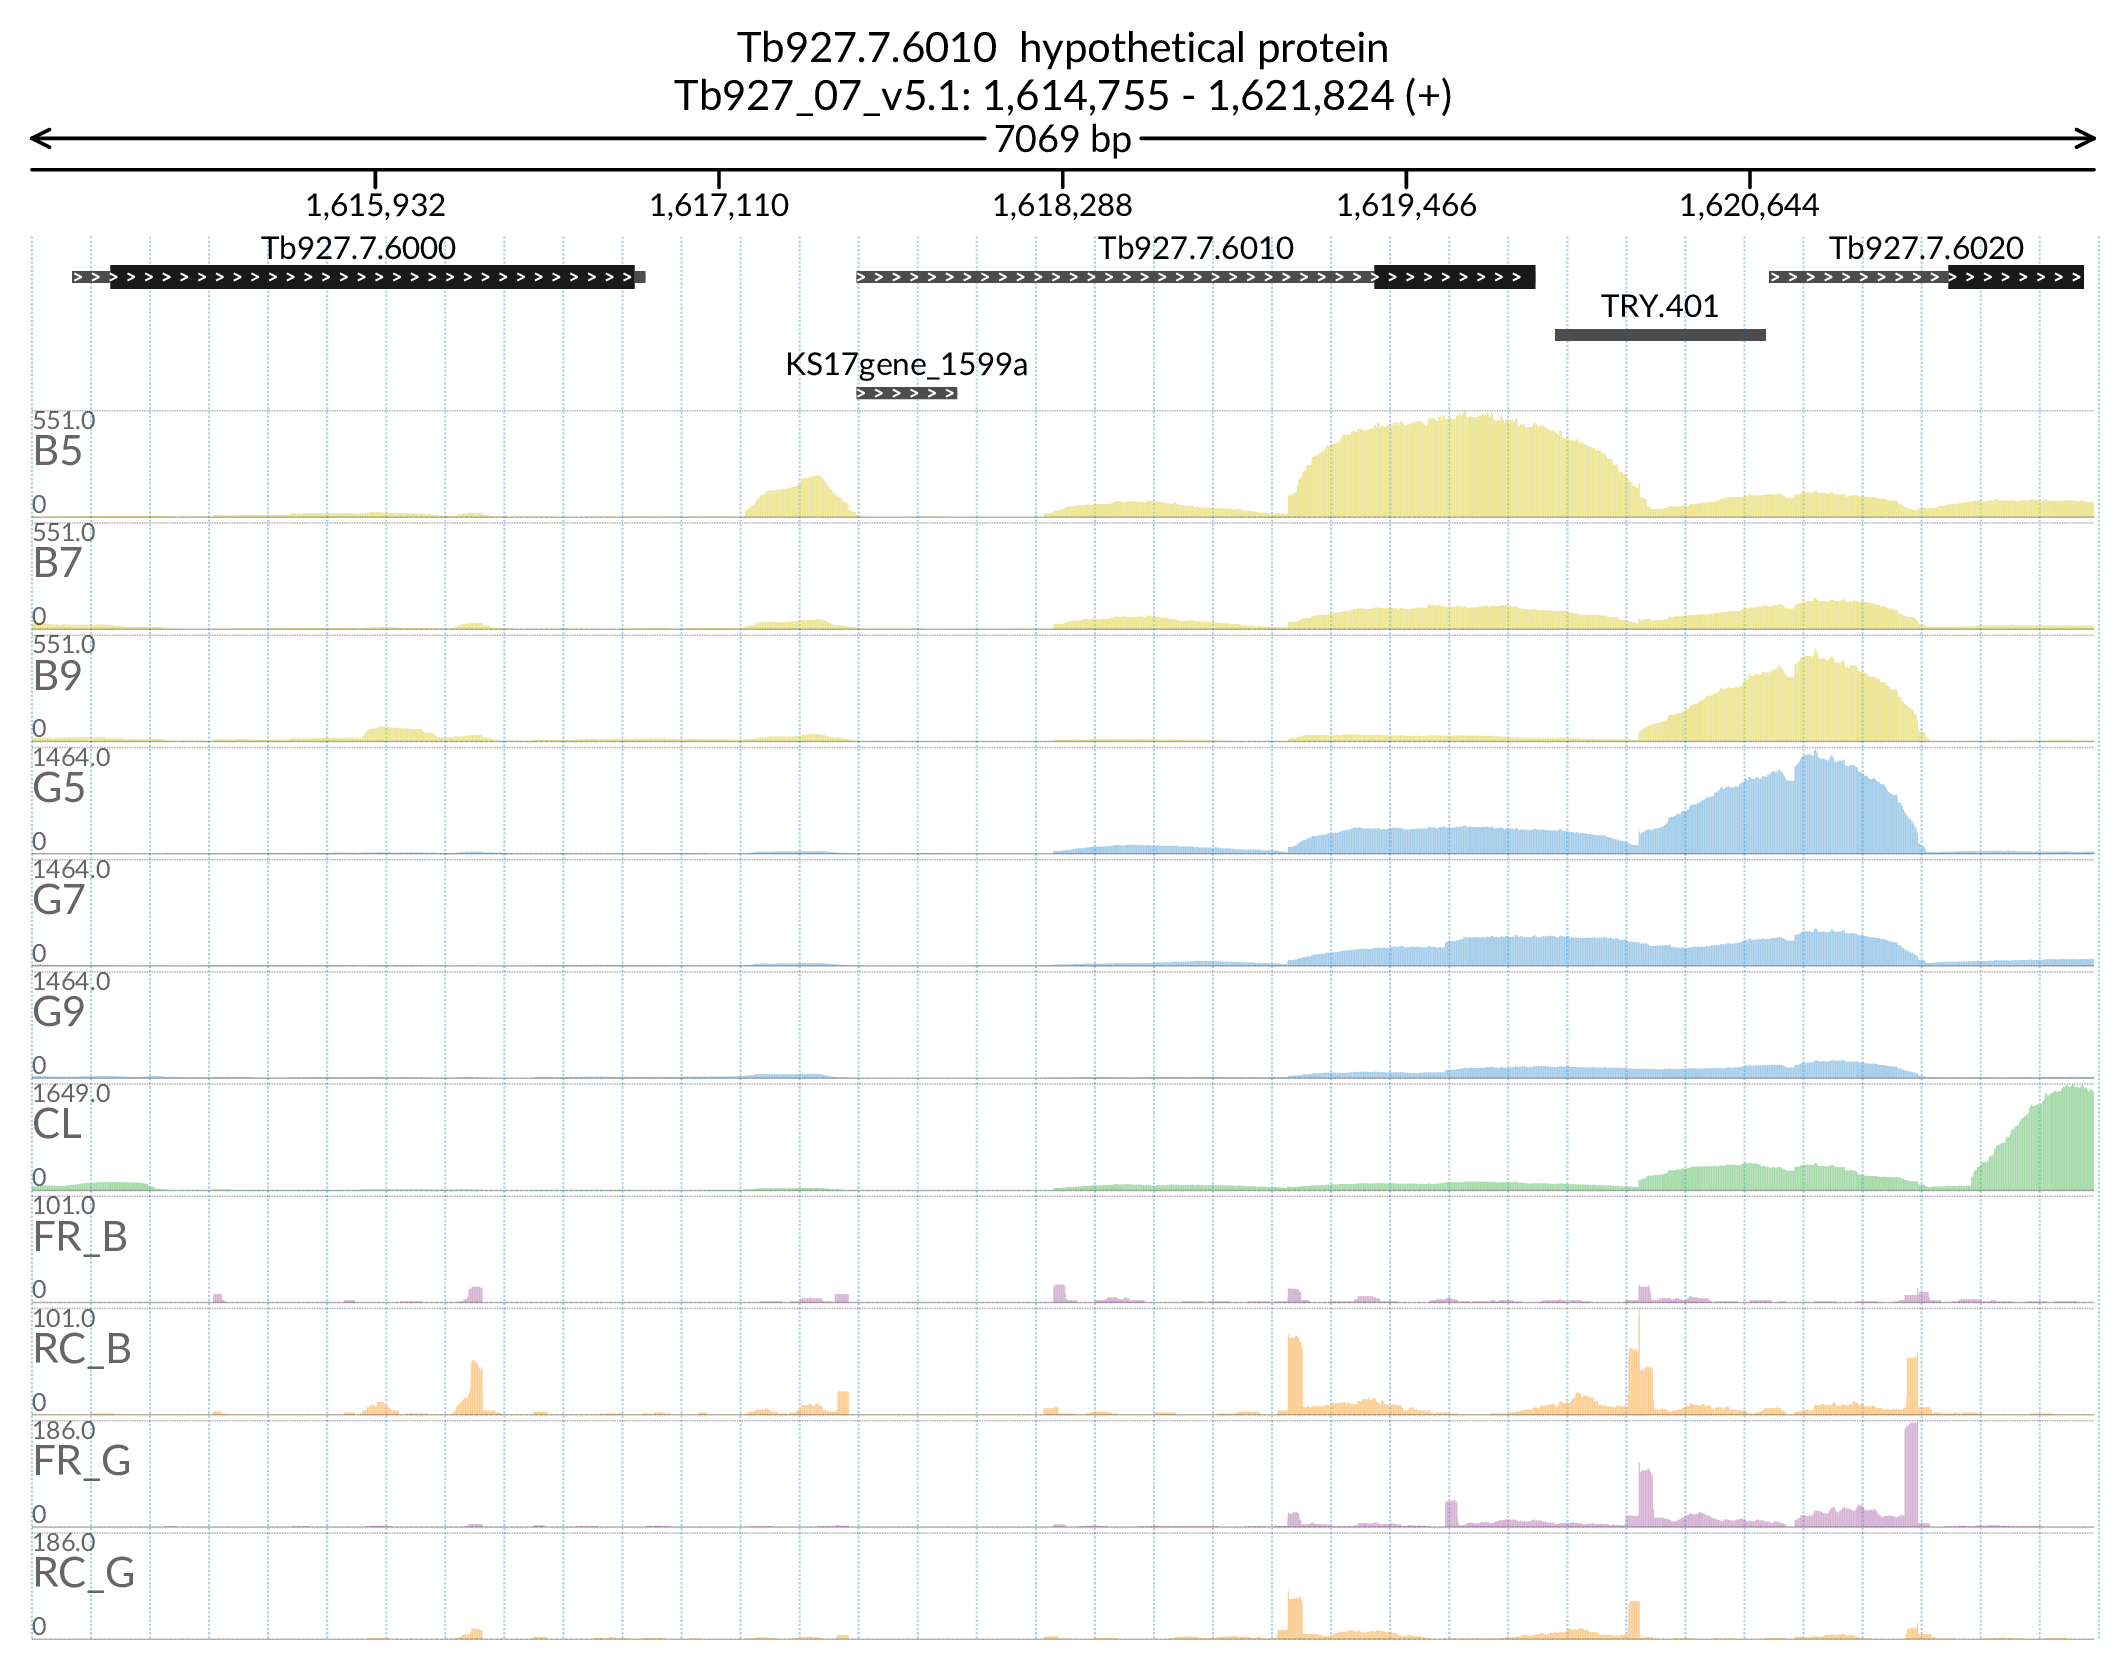 Tb927.7.6010 hypothetical protein
Tb927_07_v5.1: 1,614,755 - 1,621,824 (+)
7069 bp
1,615,932 1,617,110 1,618,288 1,619,466 1,620,644
Tb927.7.6000 Tb927.7.6010 Tb927.7.6020
TRY.401
KS17gene_1599a
551.0
B5
0
551.0
B7
0
551.0
B9
0
1464.0
G5
0
1464.0
G7
0
1464.0
G9
0
1649.0
CL
0
101.0
FR_B
0
101.0
RC_B
0
186.0
FR_G
0
186.0
RC_G
0